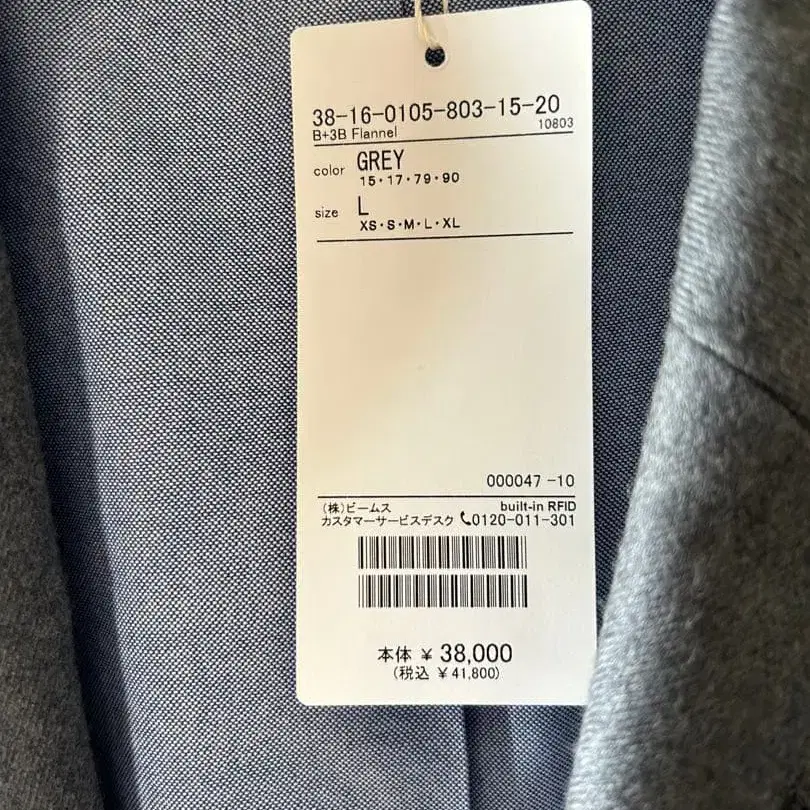 38-16-0105-803-15-20
B+3B Flannel 10803
color GREY
15・17・79・90
size L
XS・S・M・L・XL
000047 -10
(株)ビームス built-in RFID
カスタマーサービスデスク 0120-011-301
本体 ¥ 38,000
(税込 ¥41,800)